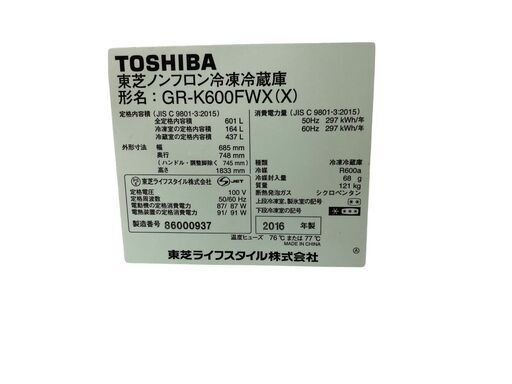 TOSHIBA
東芝ノンフロン冷凍冷蔵庫
形名：GR-K600FWX(X)
定格内容積 (JIS C 9801-3:2015)
全定格内容積 601 L
冷凍室の定格内容積 164 L
冷蔵室の定格内容積 437 L
外形寸法 幅 685 mm
奥行 748 mm
(ハンドル・調整脚除く 745 mm)
高さ 1833 mm
東芝ライフスタイル株式会社 JET
定格電圧 100 V
定格周波数 50/60 Hz
電動機の定格消費電力 87/ 87 W
電熱装置の定格消費電力 91/ 91 W
製造番号 86000937
消費電力量 (JIS C 9801-3:2015)
50Hz 297 kWh/年
60Hz 297 kWh/年
種類 冷凍冷蔵庫
冷媒 R600a
冷媒封入量 68 g
質量 121 kg
断熱発泡ガス シクロペンタン
上段冷凍室、製氷室の記号
下段冷凍室の記号
2016 年製
温度ヒューズ 76℃ または 77℃
MADE IN CHINA
Ⓐ
東芝ライフスタイル株式会社